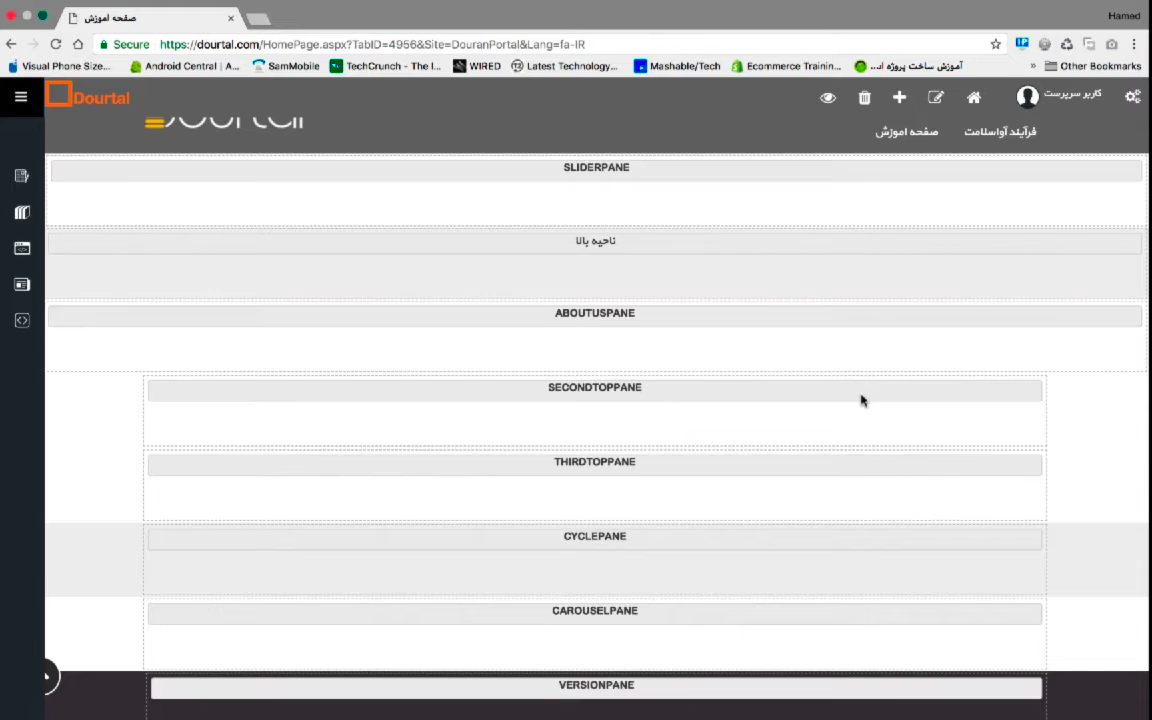 صفحه اموزش
Hamed
Secure https://dourtal.com/HomePage.aspx?TabID=4956&Site=DouranPortal&Lang=fa-IR
Visual Phone Size... Android Central | A... SamMobile TechCrunch - The I... WIRED Latest Technology... Mashable/Tech Ecommerce Trainin... آموزش ساخت پروژه اند... » Other Bookmarks
Dourtal کاربر سرپرست
Dourtal
فرآیند آواسلامت صفحه اموزش
SLIDERPANE
ناحیه بالا
ABOUTUSPANE
SECONDTOPPANE
THIRDTOPPANE
CYCLEPANE
CAROUSELPANE
VERSIONPANE